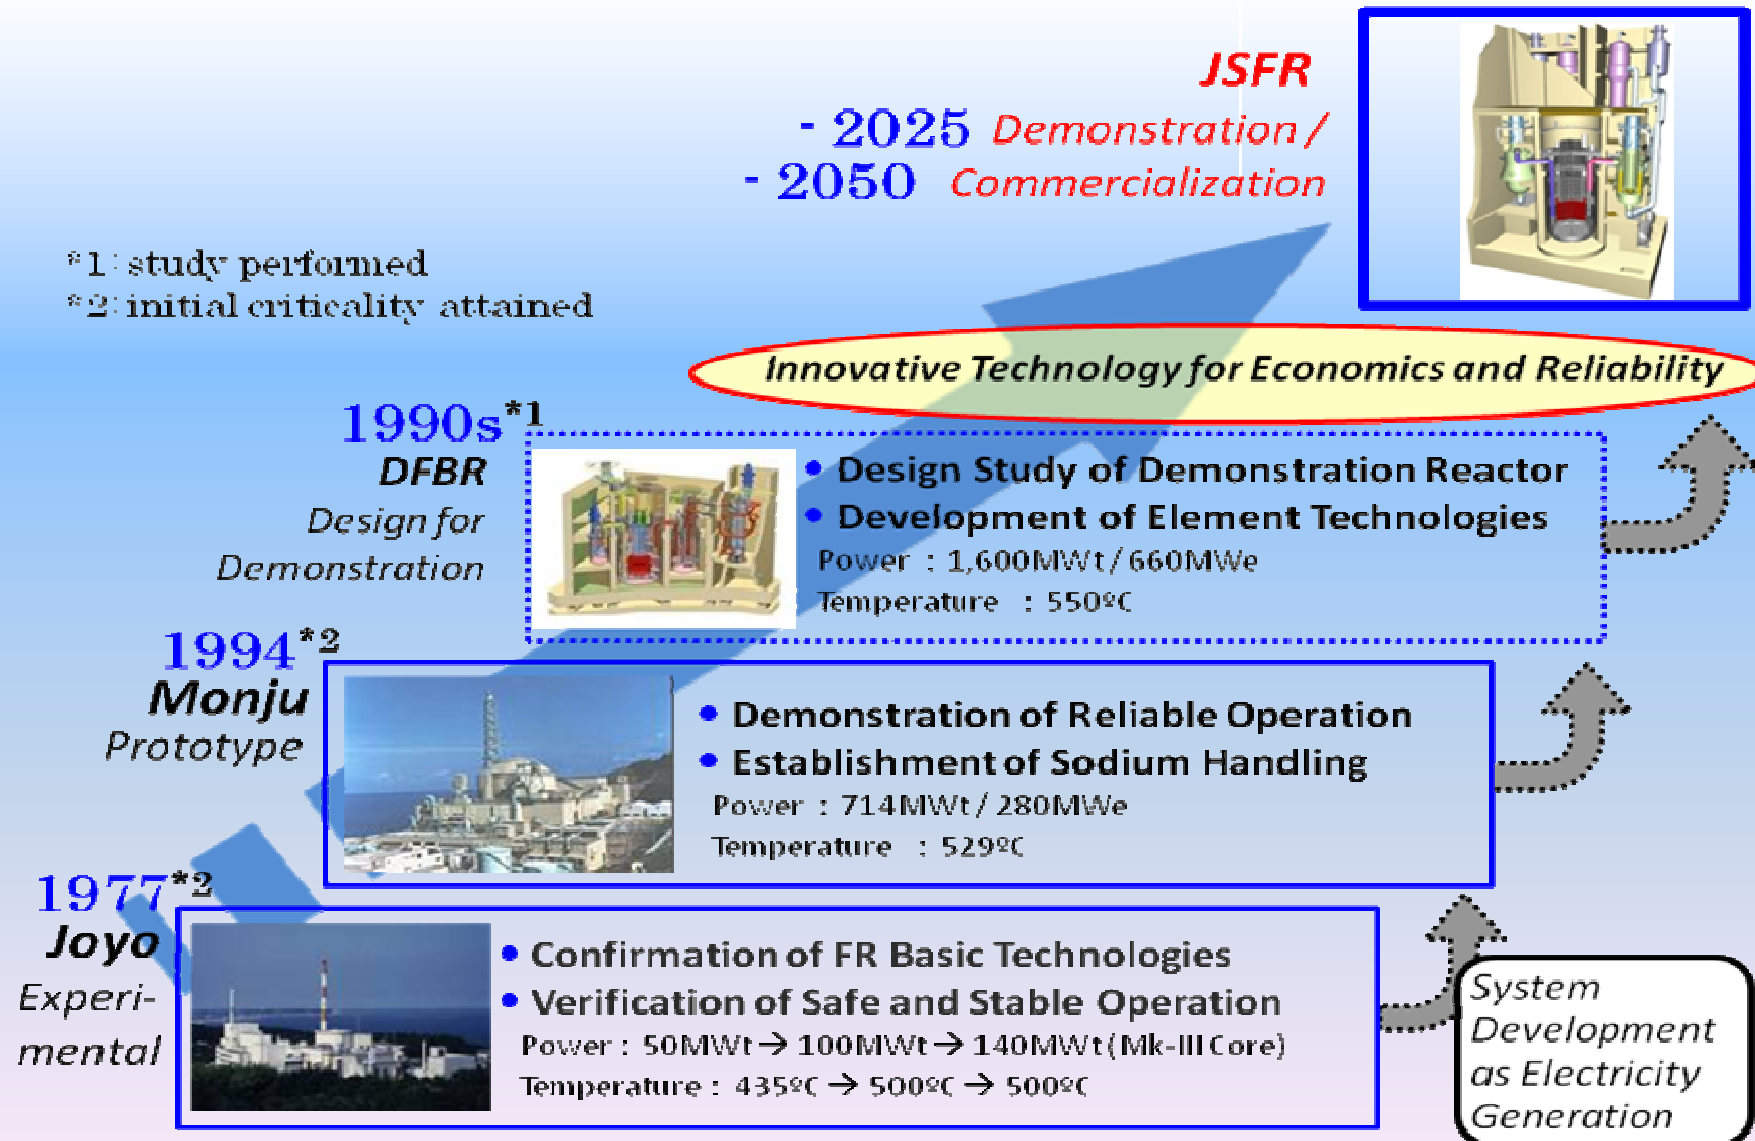 JSFR
- 2025 Demonstration /
- 2050 Commercialization
*1: study performed
*2: initial criticality attained
Innovative Technology for Economics and Reliability
1990s*1
DFBR
Design for
Demonstration
• Design Study of Demonstration Reactor
• Development of Element Technologies
Power : 1,600MWt/660MWe
Temperature : 550ºC
1994*2
Monju
Prototype
• Demonstration of Reliable Operation
• Establishment of Sodium Handling
Power : 714MWt/280MWe
Temperature : 529ºC
1977*2
Joyo
Experi-
mental
• Confirmation of FR Basic Technologies
• Verification of Safe and Stable Operation
Power : 50MWt→100MWt→140MWt(Mk-III Core)
Temperature : 435ºC → 500ºC → 500ºC
System
Development
as Electricity
Generation